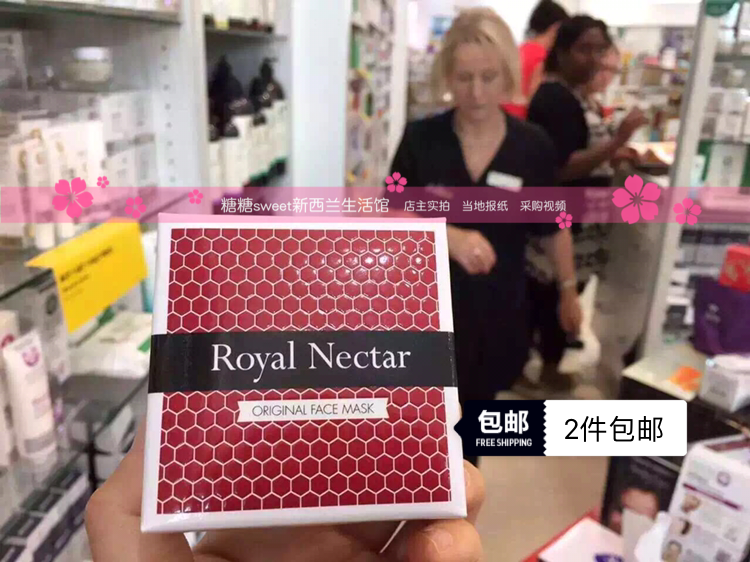 糖糖sweet新西兰生活馆 店主实拍 当地报纸 采购视频
Royal Nectar
ORIGINAL FACE MASK
包邮
FREE SHIPPING
2件包邮